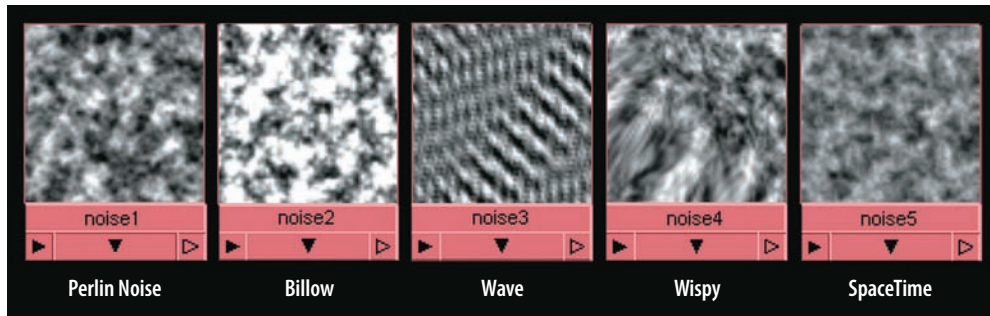 noise1
noise2
noise3
noise4
noise5
Perlin Noise
Billow
Wave
Wispy
SpaceTime